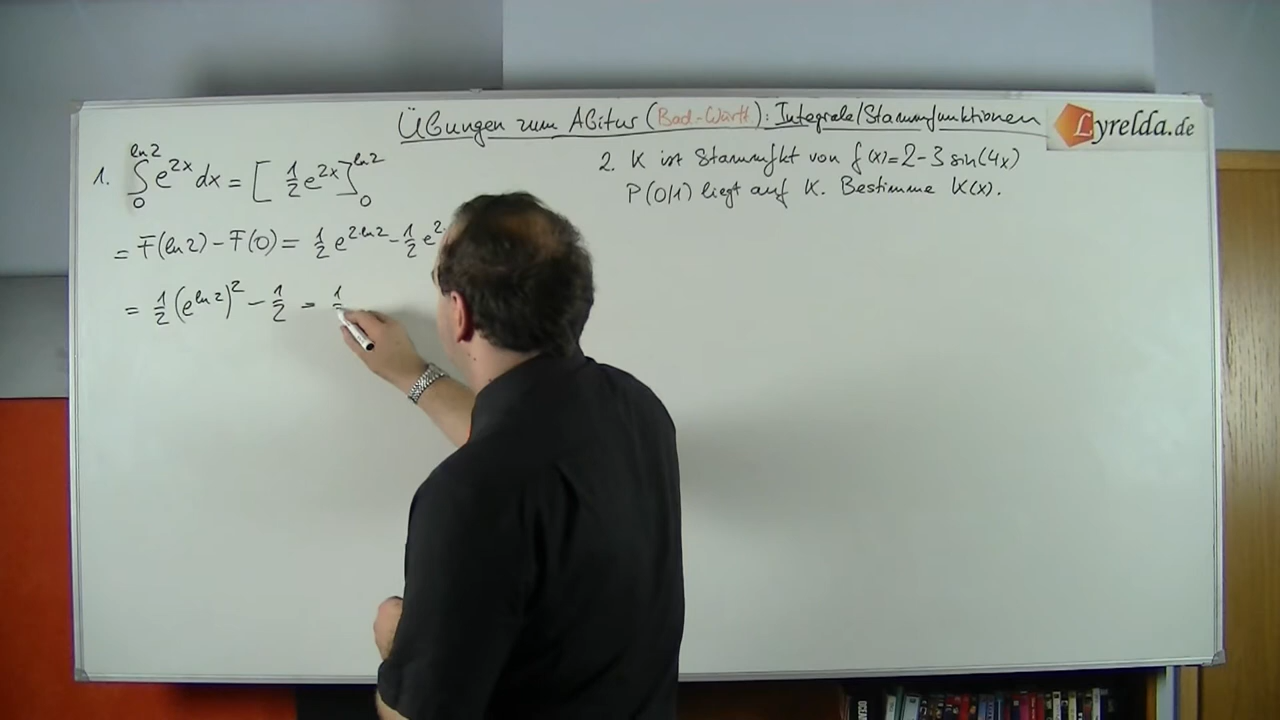 Übungen zum Abitur (Bad-Württ.): Integrale/Stammfunktionen
Lyrelda.de
1. ∫₀^{ln2} e^{2x} dx = [ 1/2 e^{2x} ]₀^{ln2}
= F(ln2) - F(0) = 1/2 e^{2ln2} - 1/2 e^{2·
= 1/2 (e^{ln2})² - 1/2 = 1/
2. K ist Stammfkt von f(x)=2-3sin(4x)
P(0|1) liegt auf K. Bestimme K(x).